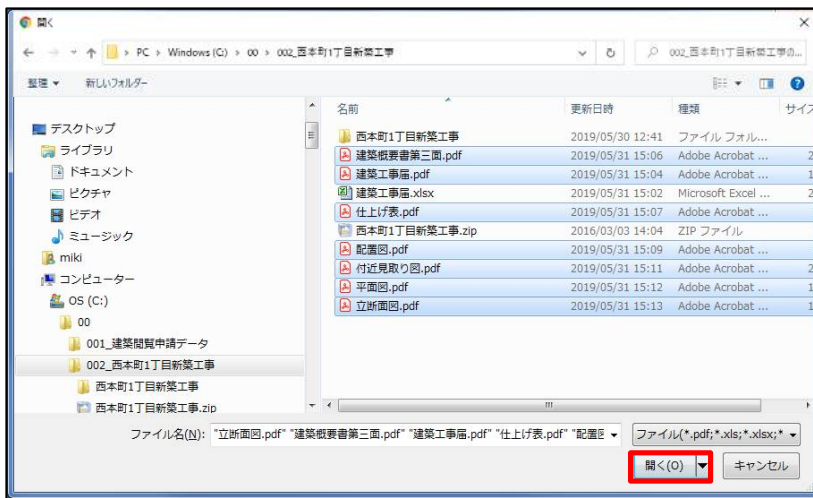 開く
PC › Windows (C:) › 00 › 002_西本町1丁目新築工事
002_西本町1丁目新築工事の...
整理 新しいフォルダー
名前 更新日時 種類 サイズ
西本町1丁目新築工事 2019/05/30 12:41 ファイル フォル...
建築概要書第三面.pdf 2019/05/31 15:06 Adobe Acrobat ... 2
建築工事届.pdf 2019/05/31 15:04 Adobe Acrobat ... 1
建築工事届.xlsx 2019/05/31 15:02 Microsoft Excel ... 2
仕上げ表.pdf 2019/05/31 15:07 Adobe Acrobat ...
西本町1丁目新築工事.zip 2016/03/03 14:04 ZIP ファイル
配置図.pdf 2019/05/31 15:09 Adobe Acrobat ...
付近見取り図.pdf 2019/05/31 15:11 Adobe Acrobat ... 2
平面図.pdf 2019/05/31 15:12 Adobe Acrobat ... 1
立断面図.pdf 2019/05/31 15:13 Adobe Acrobat ... 1
デスクトップ
ライブラリ
ドキュメント
ピクチャ
ビデオ
ミュージック
miki
コンピューター
OS (C:)
00
001_建築閲覧申請データ
002_西本町1丁目新築工事
西本町1丁目新築工事
西本町1丁目新築工事.zip
ファイル名(N): "立断面図.pdf" "建築概要書第三面.pdf" "建築工事届.pdf" "仕上げ表.pdf" "配置図 ファイル(*.pdf;*.xls;*.xlsx;*
開く(O) キャンセル